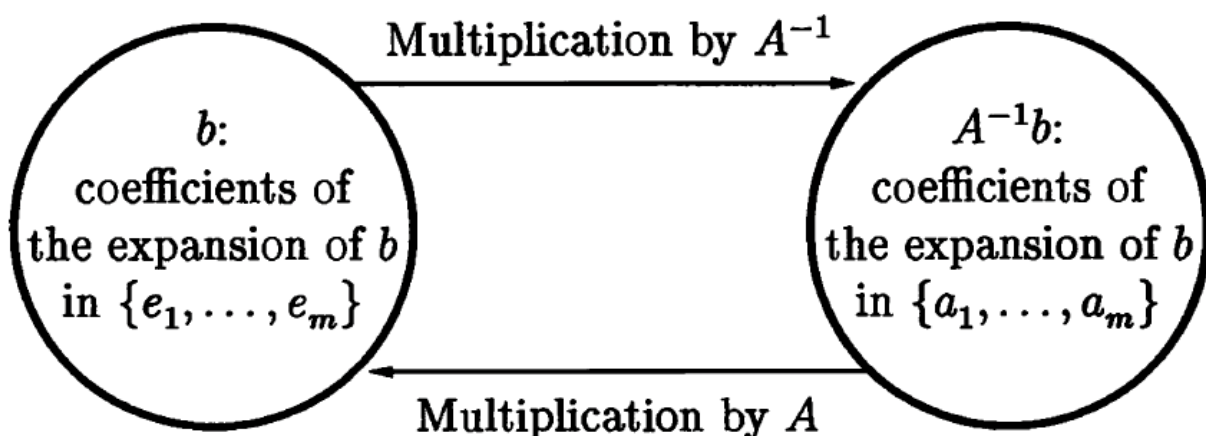 Multiplication by A⁻¹
b:
coefficients of
the expansion of b
in {e₁, . . . , eₘ}
A⁻¹b:
coefficients of
the expansion of b
in {a₁, . . . , aₘ}
Multiplication by A